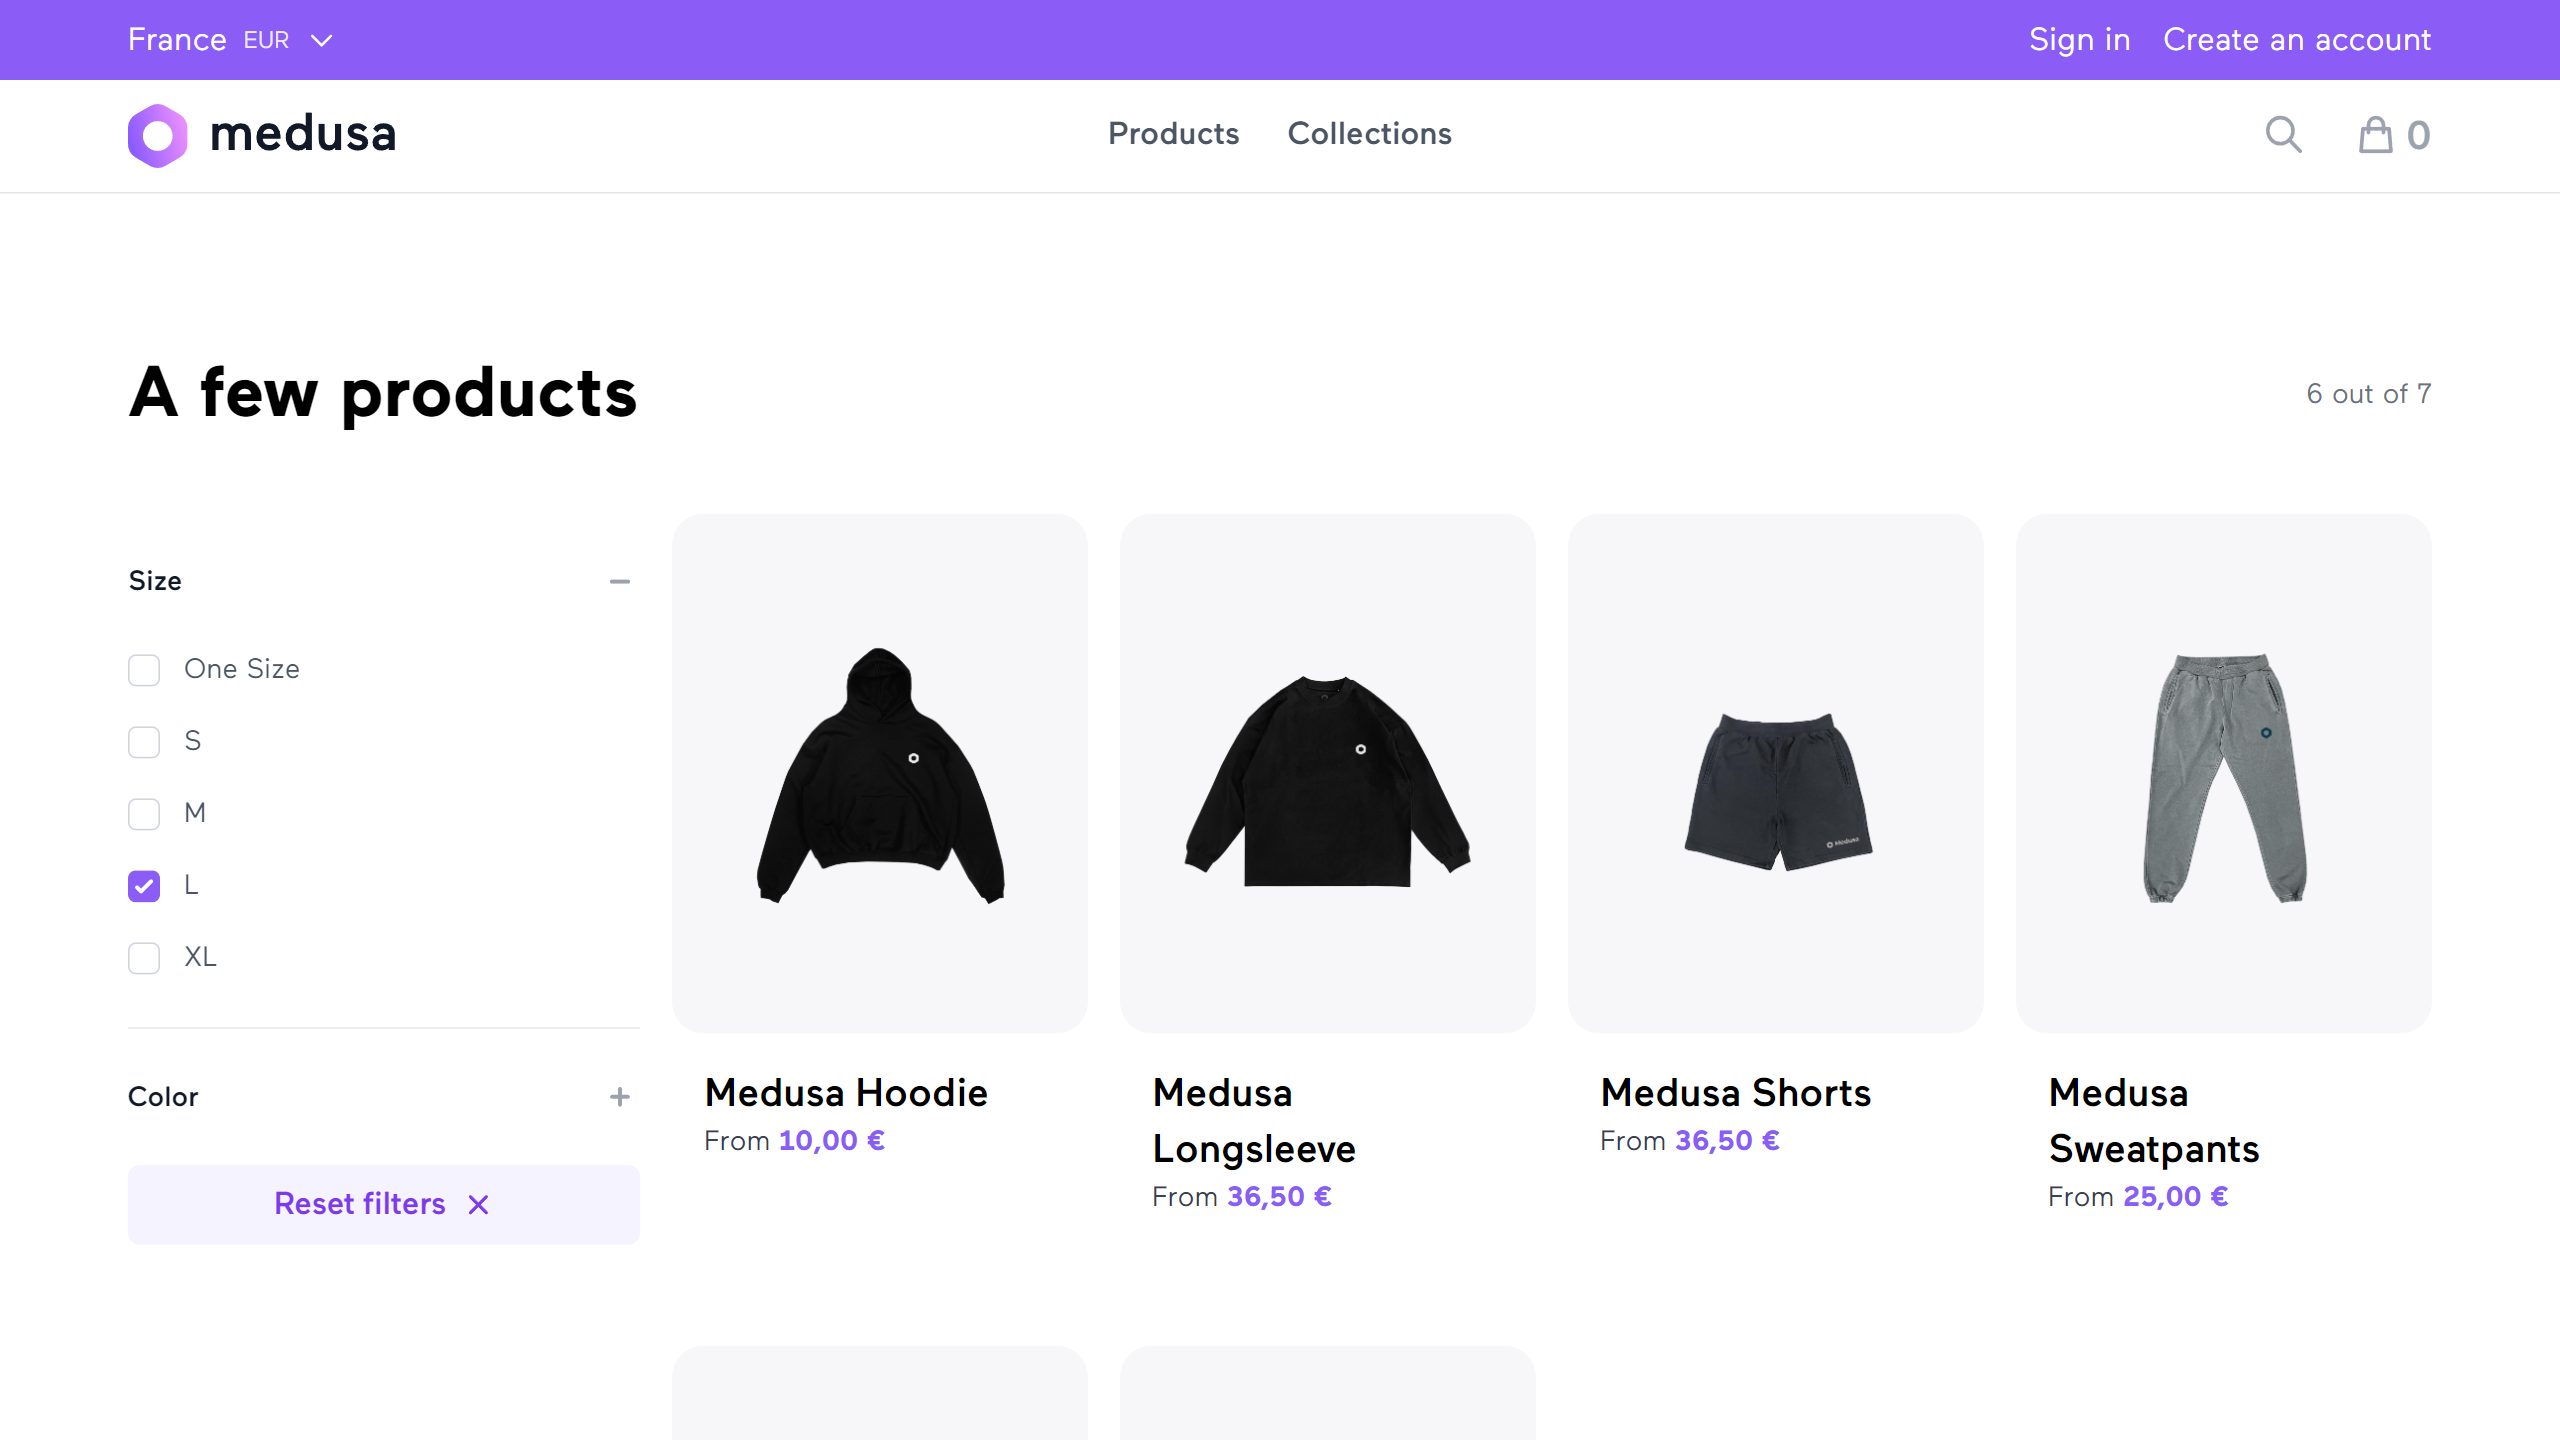 France EUR
Sign in
Create an account
medusa
Products
Collections
0
A few products
6 out of 7
Size
One Size
S
M
L
XL
Color
Reset filters
Medusa
Medusa Hoodie
From 10,00 €
Medusa
Longsleeve
From 36,50 €
Medusa Shorts
From 36,50 €
Medusa
Sweatpants
From 25,00 €